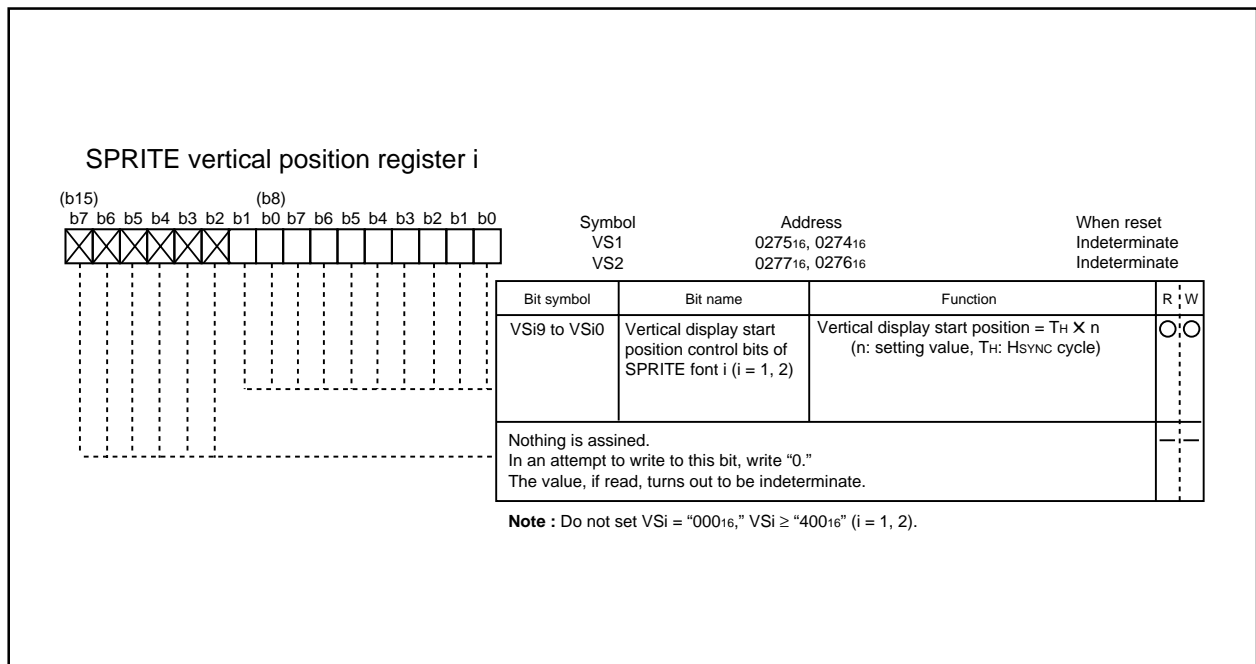 SPRITE vertical position register i
(b15) (b8)
b7 b6 b5 b4 b3 b2 b1 b0 b7 b6 b5 b4 b3 b2 b1 b0
Symbol Address When reset
VS1 027516, 027416 Indeterminate
VS2 027716, 027616 Indeterminate
Bit symbol Bit name Function R W
VSi9 to VSi0 Vertical display start Vertical display start position = TH X n
position control bits of (n: setting value, TH: HSYNC cycle)
SPRITE font i (i = 1, 2)
Nothing is assined.
In an attempt to write to this bit, write “0.”
The value, if read, turns out to be indeterminate.
Note : Do not set VSi = “00016,” VSi ≥ “40016” (i = 1, 2).